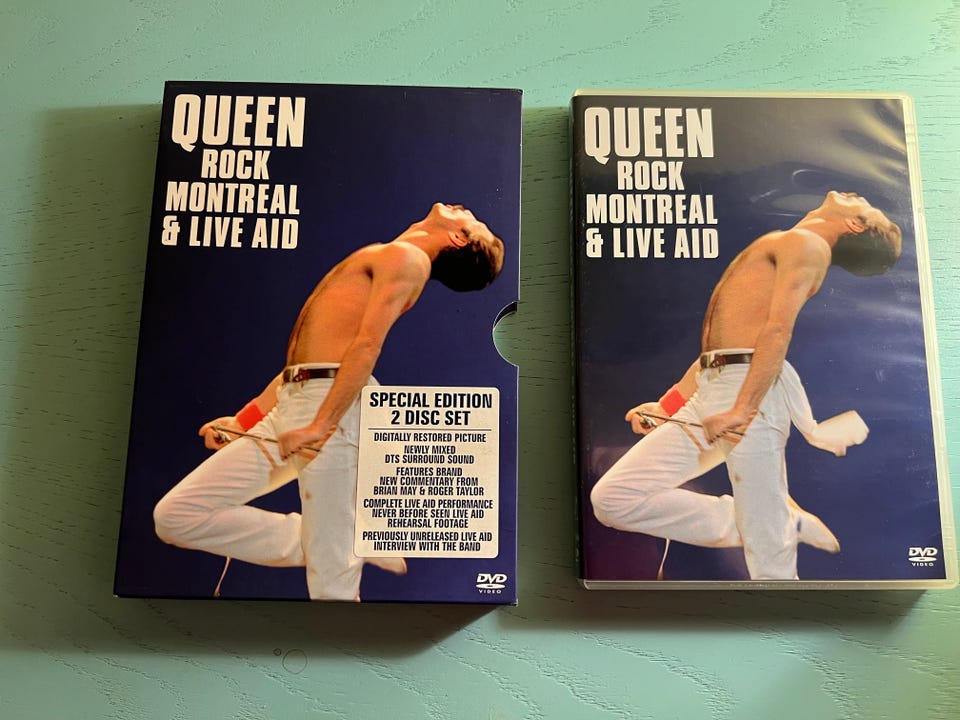 QUEEN
ROCK
MONTREAL
& LIVE AID
SPECIAL EDITION
2 DISC SET
DIGITALLY RESTORED PICTURE
NEWLY MIXED
DTS SURROUND SOUND
FEATURES BRAND
NEW COMMENTARY FROM
BRIAN MAY & ROGER TAYLOR
COMPLETE LIVE AID PERFORMANCE
NEVER BEFORE SEEN LIVE AID
REHEARSAL FOOTAGE
PREVIOUSLY UNRELEASED LIVE AID
INTERVIEW WITH THE BAND
DVD
VIDEO
QUEEN
ROCK
MONTREAL
& LIVE AID
DVD
VIDEO